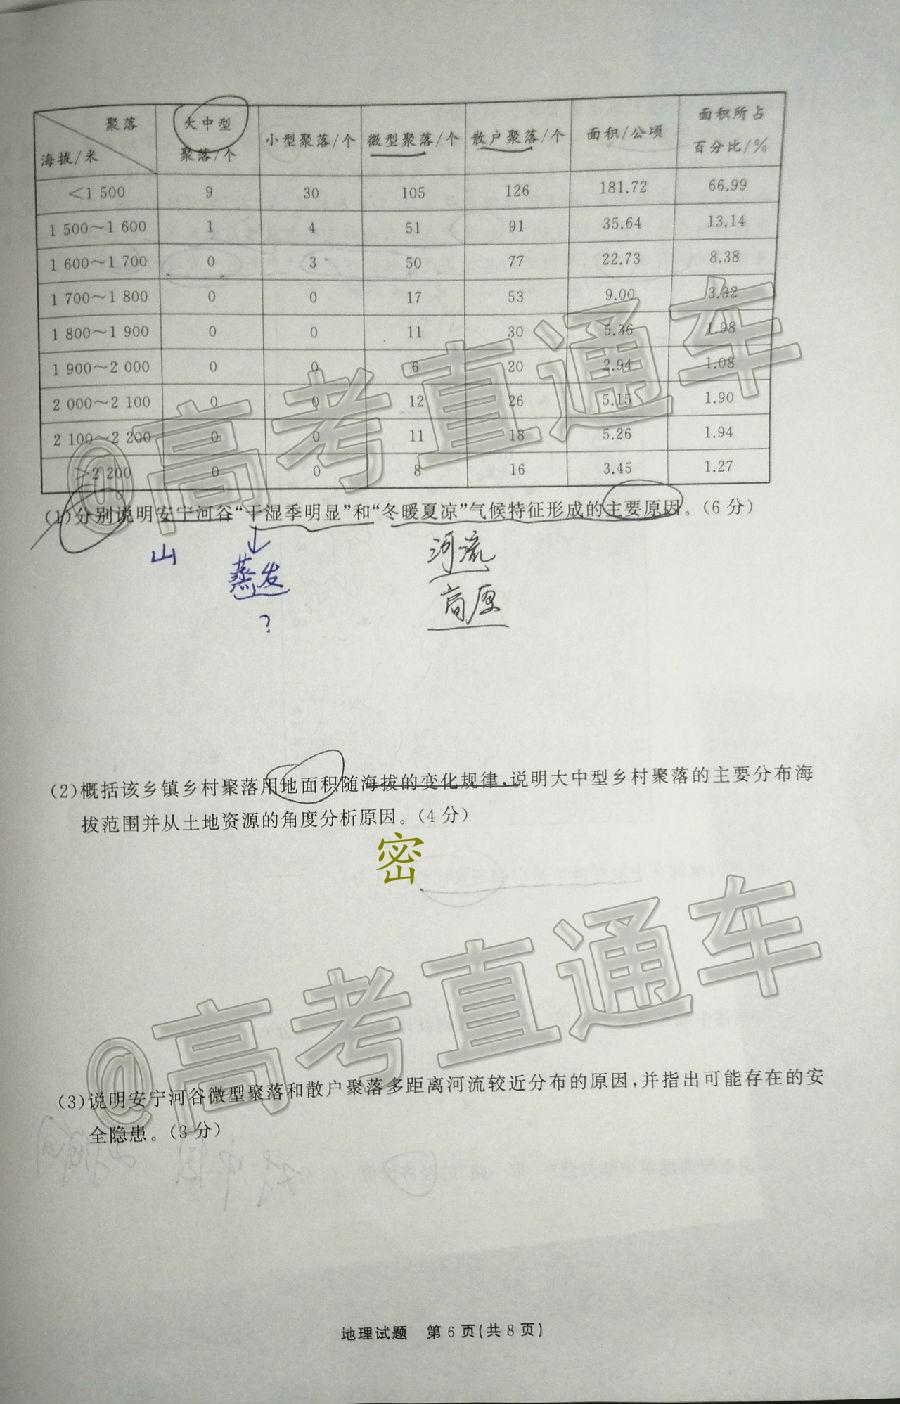 聚落 大中型 小型聚落/个 微型聚落/个 散户聚落/个 面积/公顷 面积所占
海拔/米 聚落/个 百分比/%
<1 500 9 30 105 126 181.72 66.99
1 500～1 600 1 4 51 91 35.64 13.14
1 600～1 700 0 3 50 77 22.73 8.38
1 700～1 800 0 0 17 53 9.00 3.32
1 800～1 900 0 0 11 30 5.36 1.98
1 900～2 000 0 0 6 20 2.94 1.08
2 000～2 100 0 0 12 26 5.15 1.90
2 100～2 200 0 0 11 18 5.26 1.94
>2 200 0 0 8 16 3.45 1.27
@高考直通车
(1)分别说明安宁河谷“干湿季明显”和“冬暖夏凉”气候特征形成的主要原因。(6分)
山 蒸发 河流
? 高原
(2)概括该乡镇乡村聚落用地面积随海拔的变化规律,说明大中型乡村聚落的主要分布海
拔范围并从土地资源的角度分析原因。(4分)
密
@高考直通车
(3)说明安宁河谷微型聚落和散户聚落多距离河流较近分布的原因,并指出可能存在的安
全隐患。(3分)
地理试题 第6页(共8页)